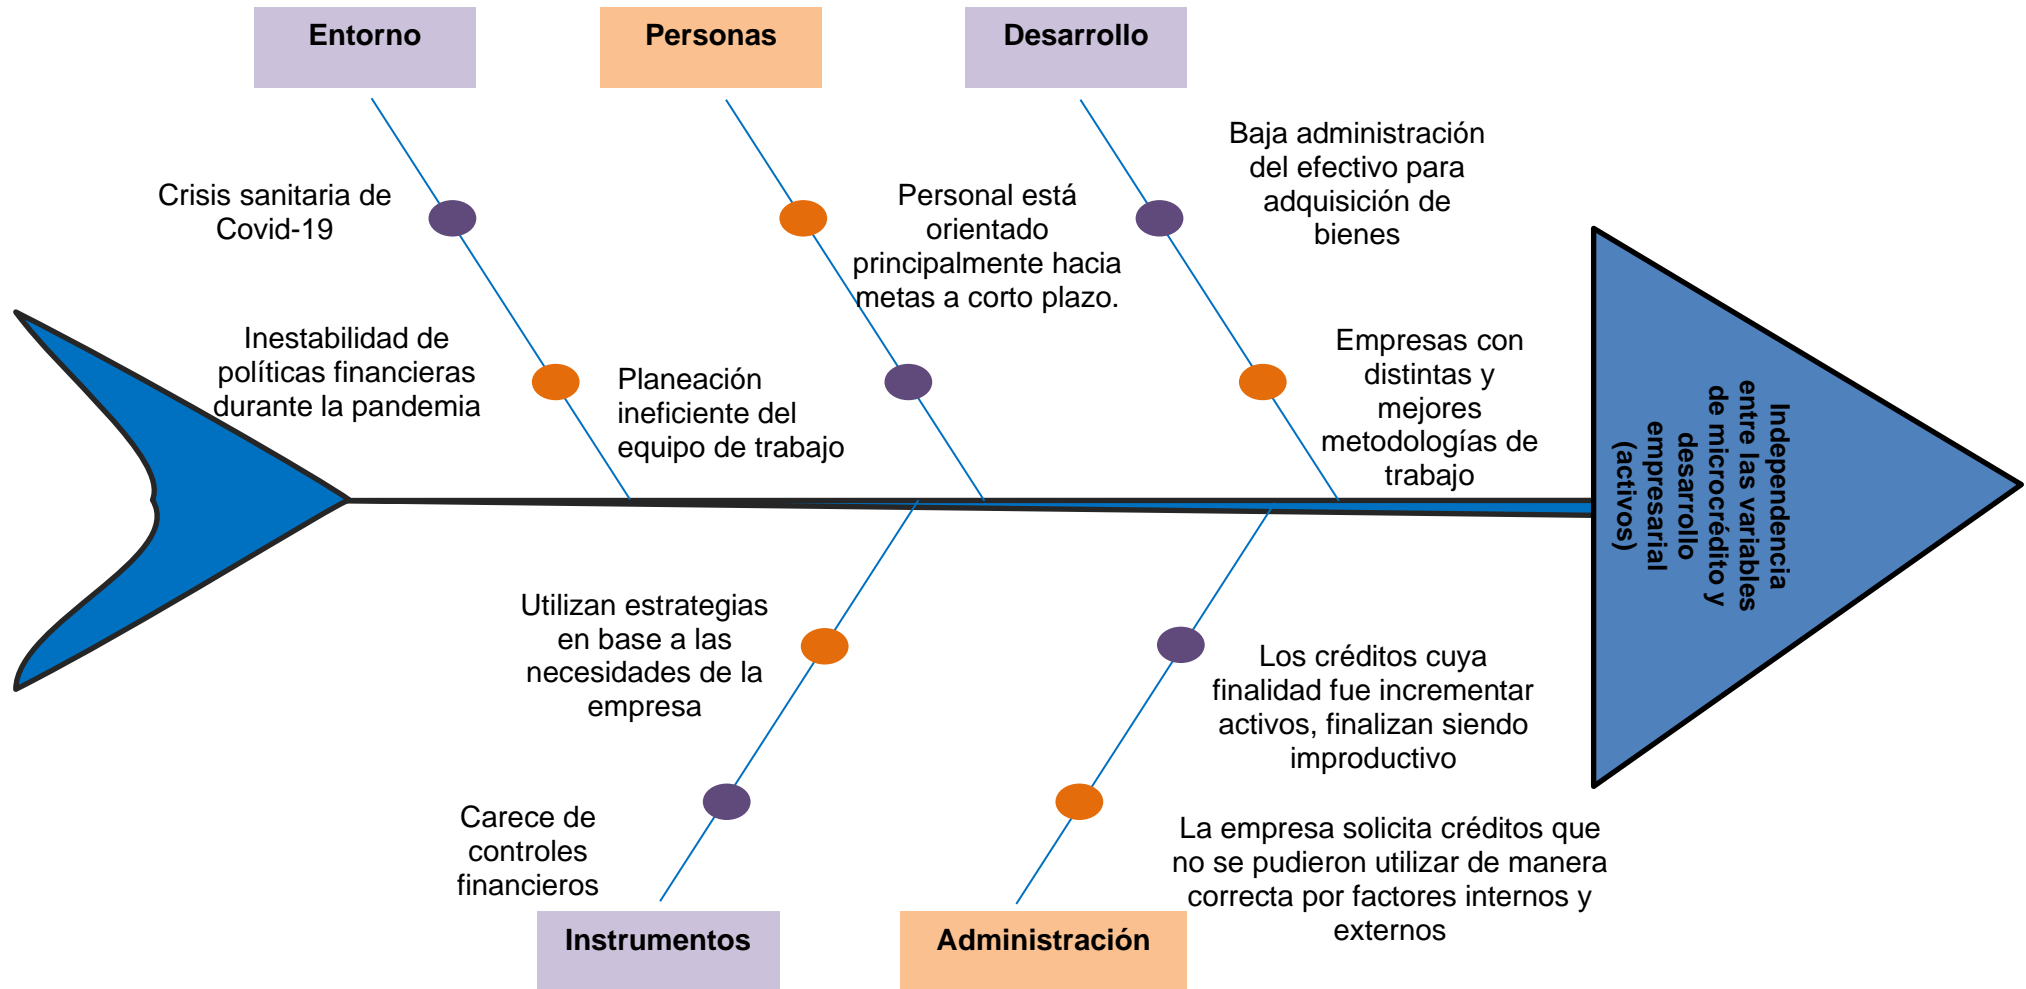 Entorno
Personas
Desarrollo
Crisis sanitaria de
Covid-19
Inestabilidad de
políticas financieras
durante la pandemia
Personal está
orientado
principalmente hacia
metas a corto plazo.
Planeación
ineficiente del
equipo de trabajo
Baja administración
del efectivo para
adquisición de
bienes
Empresas con
distintas y
mejores
metodologías de
trabajo
Independencia
entre las variables
de microcrédito y
desarrollo
empresarial
(activos)
Utilizan estrategias
en base a las
necesidades de la
empresa
Carece de
controles
financieros
Los créditos cuya
finalidad fue incrementar
activos, finalizan siendo
improductivo
La empresa solicita créditos que
no se pudieron utilizar de manera
correcta por factores internos y
externos
Instrumentos
Administración